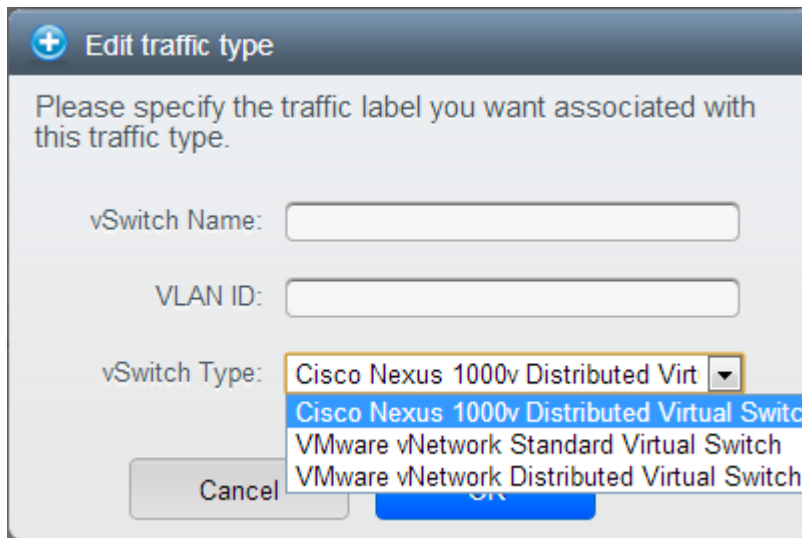 Edit traffic type
Please specify the traffic label you want associated with
this traffic type.
vSwitch Name:
VLAN ID:
vSwitch Type: Cisco Nexus 1000v Distributed Virt
Cisco Nexus 1000v Distributed Virtual Switc
VMware vNetwork Standard Virtual Switch
VMware vNetwork Distributed Virtual Switch
Cancel OK